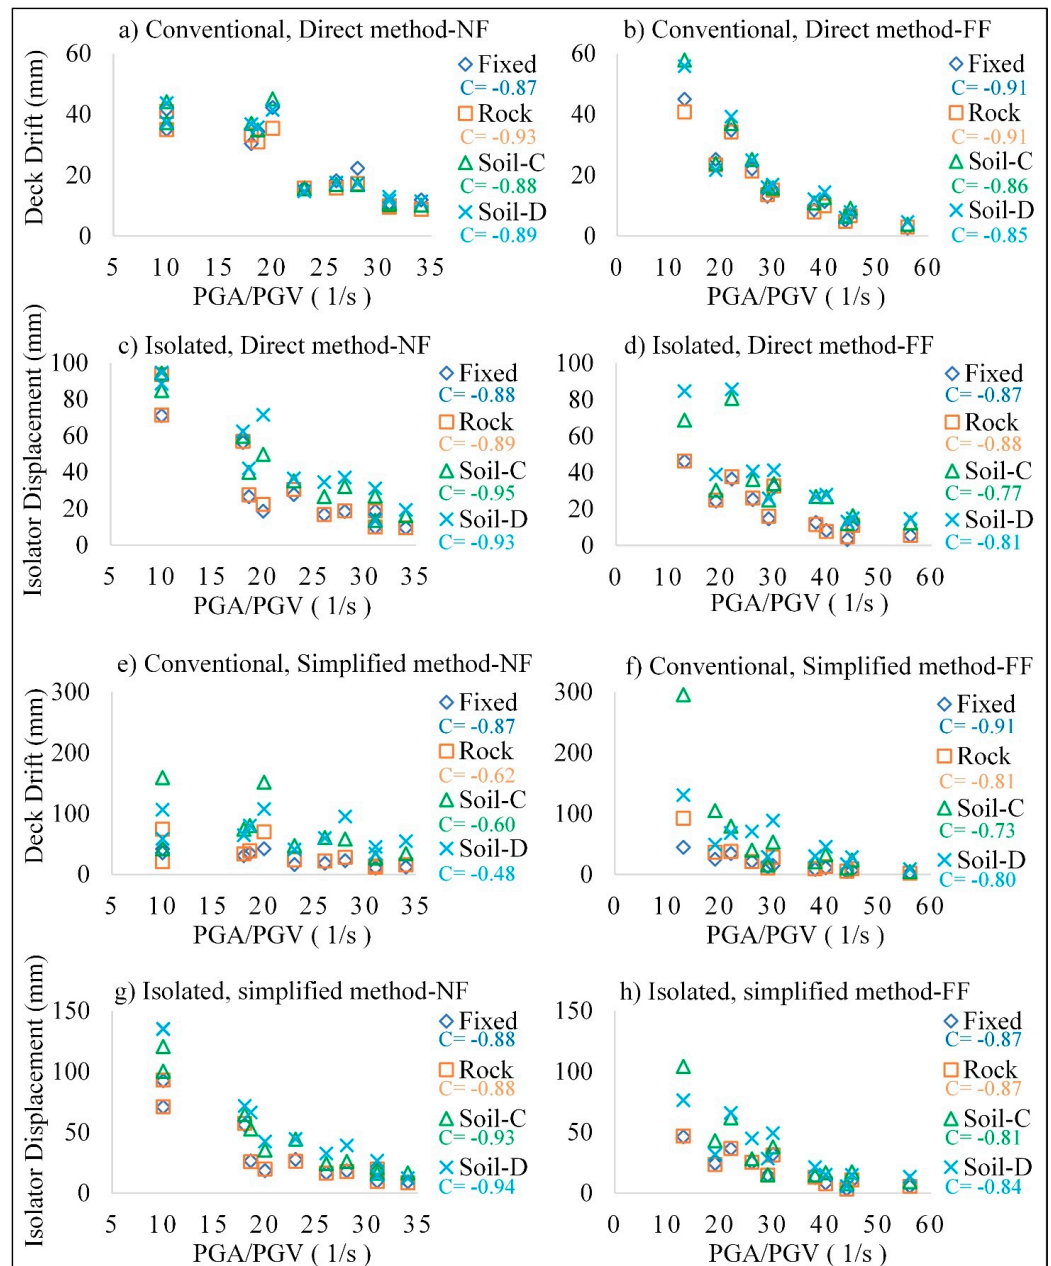 a) Conventional, Direct method-NF
Deck Drift (mm)
60
40
20
0
5 10 15 20 25 30 35
PGA/PGV ( 1/s )
Fixed
C= -0.87
Rock
C= -0.93
Soil-C
C= -0.88
Soil-D
C= -0.89
b) Conventional, Direct method-FF
60
40
20
0
0 10 20 30 40 50 60
PGA/PGV ( 1/s )
Fixed
C= -0.91
Rock
C= -0.91
Soil-C
C= -0.86
Soil-D
C= -0.85
c) Isolated, Direct method-NF
Isolator Displacement (mm)
100
80
60
40
20
0
5 10 15 20 25 30 35
PGA/PGV ( 1/s )
Fixed
C= -0.88
Rock
C= -0.89
Soil-C
C= -0.95
Soil-D
C= -0.93
d) Isolated, Direct method-FF
100
80
60
40
20
0
0 10 20 30 40 50 60
PGA/PGV ( 1/s )
Fixed
C= -0.87
Rock
C= -0.88
Soil-C
C= -0.77
Soil-D
C= -0.81
e) Conventional, Simplified method-NF
Deck Drift (mm)
300
200
100
0
5 10 15 20 25 30 35
PGA/PGV ( 1/s )
Fixed
C= -0.87
Rock
C= -0.62
Soil-C
C= -0.60
Soil-D
C= -0.48
f) Conventional, Simplified method-FF
300
200
100
0
0 10 20 30 40 50 60
PGA/PGV ( 1/s )
Fixed
C= -0.91
Rock
C= -0.81
Soil-C
C= -0.73
Soil-D
C= -0.80
g) Isolated, simplified method-NF
Isolator Displacement (mm)
150
100
50
0
5 10 15 20 25 30 35
PGA/PGV ( 1/s )
Fixed
C= -0.88
Rock
C= -0.88
Soil-C
C= -0.93
Soil-D
C= -0.94
h) Isolated, simplified method-FF
150
100
50
0
0 10 20 30 40 50 60
PGA/PGV ( 1/s )
Fixed
C= -0.87
Rock
C= -0.87
Soil-C
C= -0.81
Soil-D
C= -0.84